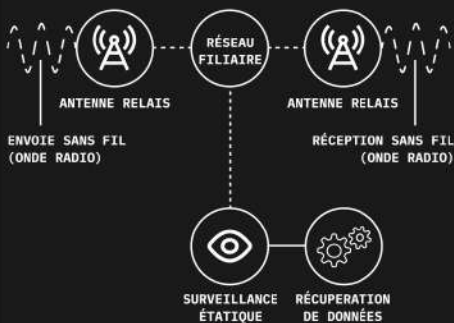 RÉSEAU
FILIAIRE
ANTENNE RELAIS
ANTENNE RELAIS
ENVOIE SANS FIL
(ONDE RADIO)
RÉCEPTION SANS FIL
(ONDE RADIO)
SURVEILLANCE
ÉTATIQUE
RÉCUPERATION
DE DONNÉES